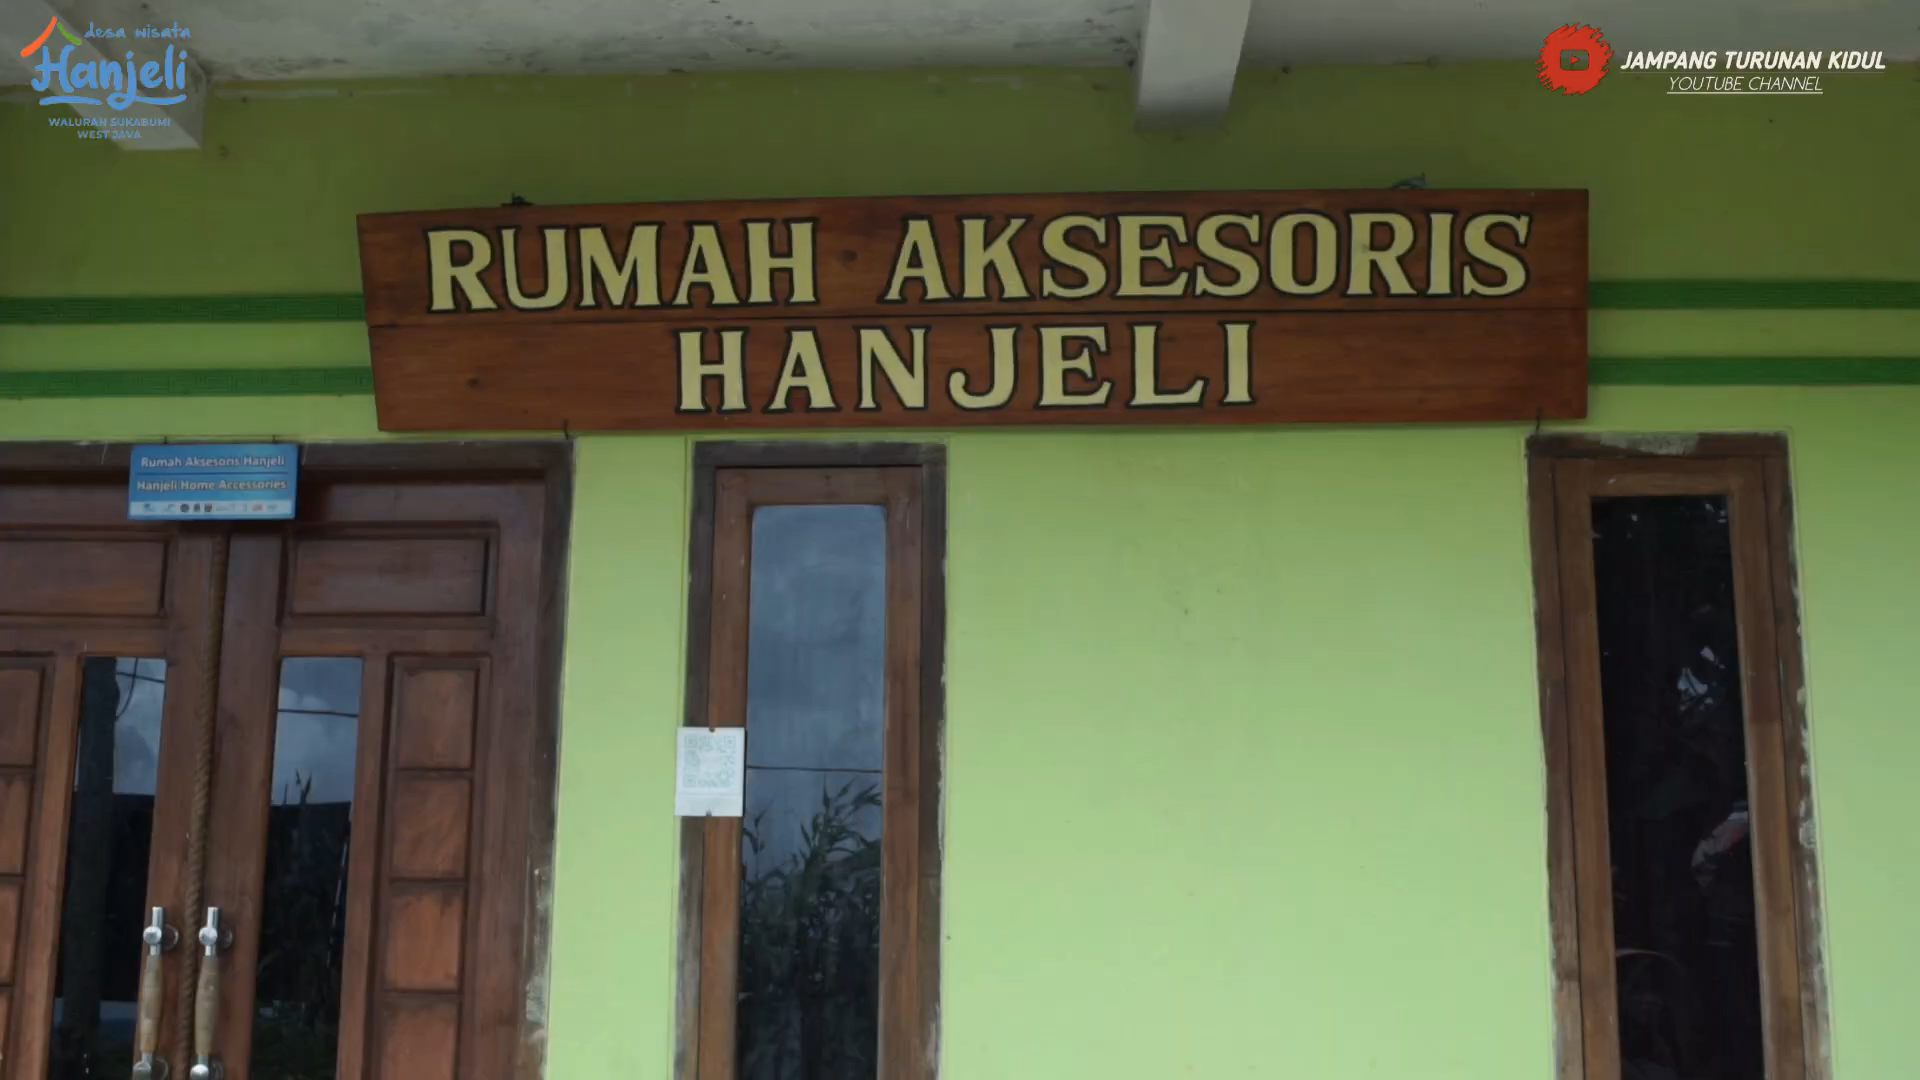 desa wisata
Hanjeli
WALURAN SUKABUMI
WEST JAVA
JAMPANG TURUNAN KIDUL
YOUTUBE CHANNEL
RUMAH AKSESORIS
HANJELI
Rumah Aksesoris Hanjeli
Hanjeli Home Accessories